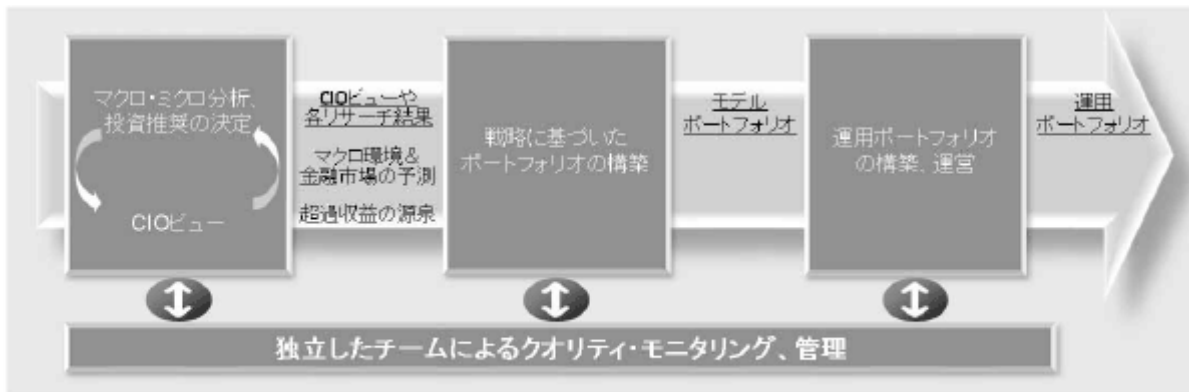 マクロ・ミクロ分析、
投資推奨の決定
CIOビュー
CIOビューや
各リサーチ結果
マクロ環境&
金融市場の予測
超過収益の源泉
戦略に基づいた
ポートフォリオの構築
モデル
ポートフォリオ
運用ポートフォリオ
の構築、運営
運用
ポートフォリオ
独立したチームによるクオリティ・モニタリング、管理